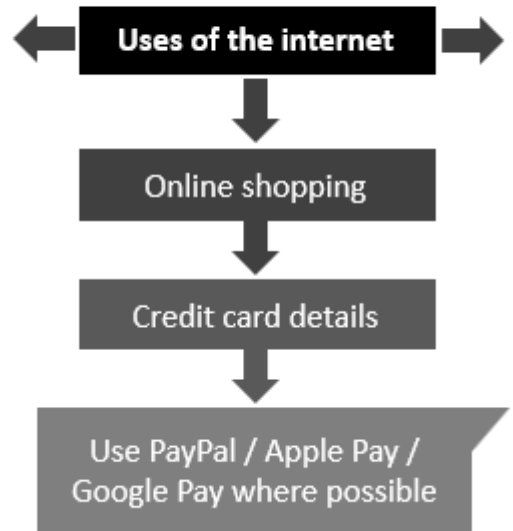 Uses of the internet
Online shopping
Credit card details
Use PayPal / Apple Pay /
Google Pay where possible